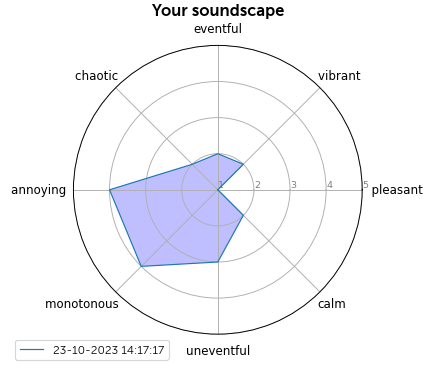 Your soundscape
eventful
chaotic
vibrant
annoying
1 2 3 4 5
pleasant
monotonous
calm
uneventful
23-10-2023 14:17:17